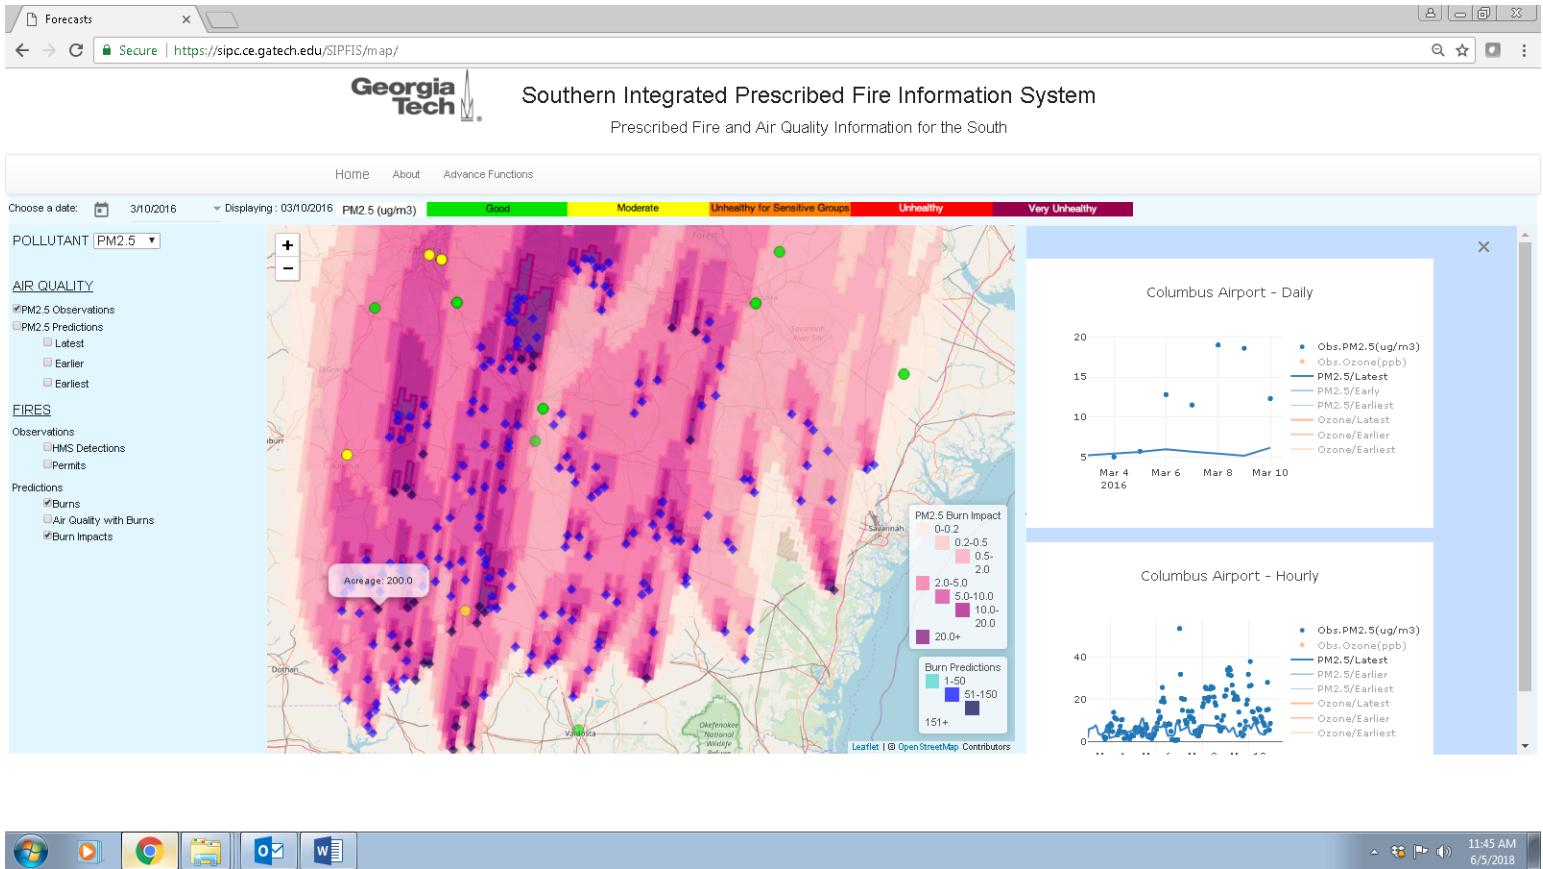 Forecasts
Secure | https://sipc.ce.gatech.edu/SIPFIS/map/
Georgia
Tech
Southern Integrated Prescribed Fire Information System
Prescribed Fire and Air Quality Information for the South
Home About Advance Functions
Choose a date: 3/10/2016 Displaying : 03/10/2016 PM2.5 (ug/m3) Good Moderate Unhealthy for Sensitive Groups Unhealthy Very Unhealthy
POLLUTANT PM2.5
AIR QUALITY
PM2.5 Observations
PM2.5 Predictions
Latest
Earlier
Earliest
FIRES
Observations
HMS Detections
Permits
Predictions
Burns
Air Quality with Burns
Burn Impacts
+
−
Forest
Savannah
River Site
Savannah
Acreage: 200.0
Dothan
Valdosta
Okefenokee
National
Wildlife
PM2.5 Burn Impact
0-0.2
0.2-0.5
0.5-
2.0
2.0-5.0
5.0-10.0
10.0-
20.0
20.0+
Burn Predictions
1-50
51-150
151+
Leaflet | © OpenStreetMap Contributors
×
Columbus Airport - Daily
20
15
10
5
Mar 4
2016
Mar 6
Mar 8
Mar 10
Obs.PM2.5(ug/m3)
Obs.Ozone(ppb)
PM2.5/Latest
PM2.5/Early
PM2.5/Earliest
Ozone/Latest
Ozone/Earlier
Ozone/Earliest
Columbus Airport - Hourly
40
20
0
Obs.PM2.5(ug/m3)
Obs.Ozone(ppb)
PM2.5/Latest
PM2.5/Earlier
PM2.5/Earliest
Ozone/Latest
Ozone/Earlier
Ozone/Earliest
11:45 AM
6/5/2018